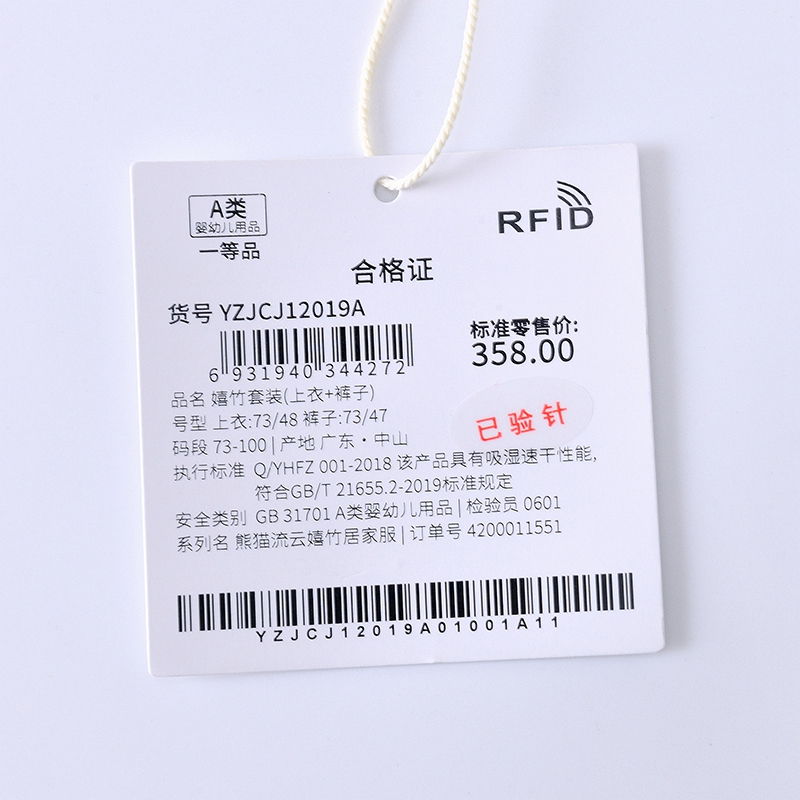 A类
婴幼儿用品
一等品
RFID
合格证
货号 YZJCJ12019A
6 931940 344272
标准零售价:
358.00
品名 嬉竹套装(上衣+裤子)
号型 上衣:73/48 裤子:73/47
码段 73-100 | 产地 广东·中山
已验针
执行标准 Q/YHFZ 001-2018 该产品具有吸湿速干性能,
符合GB/T 21655.2-2019标准规定
安全类别 GB 31701 A类婴幼儿用品 | 检验员 0601
系列名 熊猫流云嬉竹居家服 | 订单号 4200011551
YZJCJ12019A01001A11